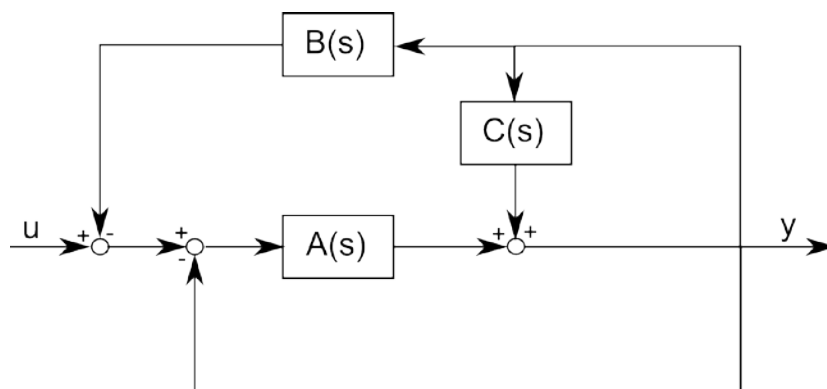 B(s)
C(s)
u + - + - A(s) + + y